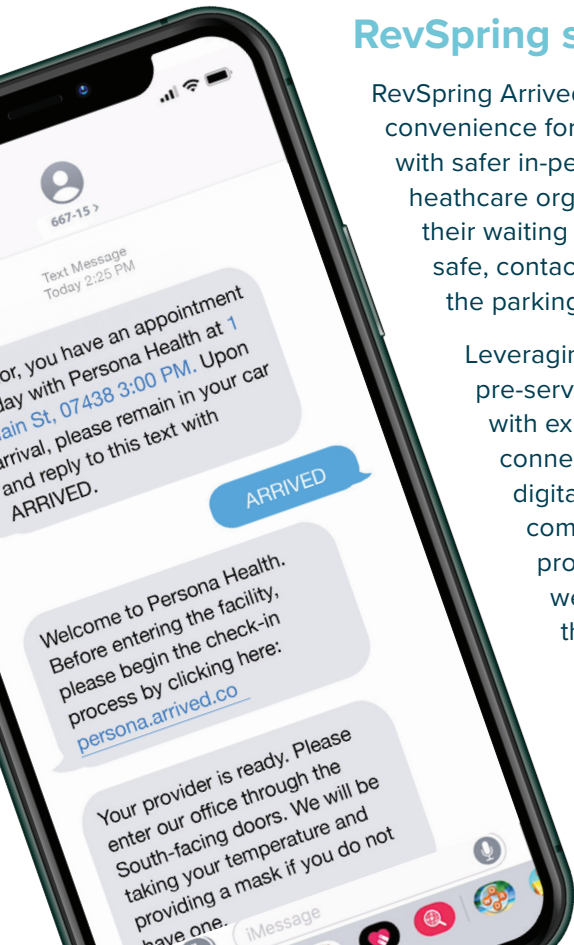 RevSpring s
RevSpring Arrived
convenience for
with safer in-pe
heathcare org
their waiting
safe, contac
the parking
Leveragin
pre-serv
with ex
conne
digita
com
pro
we
th
667-15 >
Text Message
Today 2:25 PM
or, you have an appointment
ay with Persona Health at 1
ain St, 07438 3:00 PM. Upon
arrival, please remain in your car
and reply to this text with
ARRIVED.
ARRIVED
Welcome to Persona Health.
Before entering the facility,
please begin the check-in
process by clicking here:
persona.arrived.co
Your provider is ready. Please
enter our office through the
South-facing doors. We will be
taking your temperature and
providing a mask if you do not
have one.
iMessage